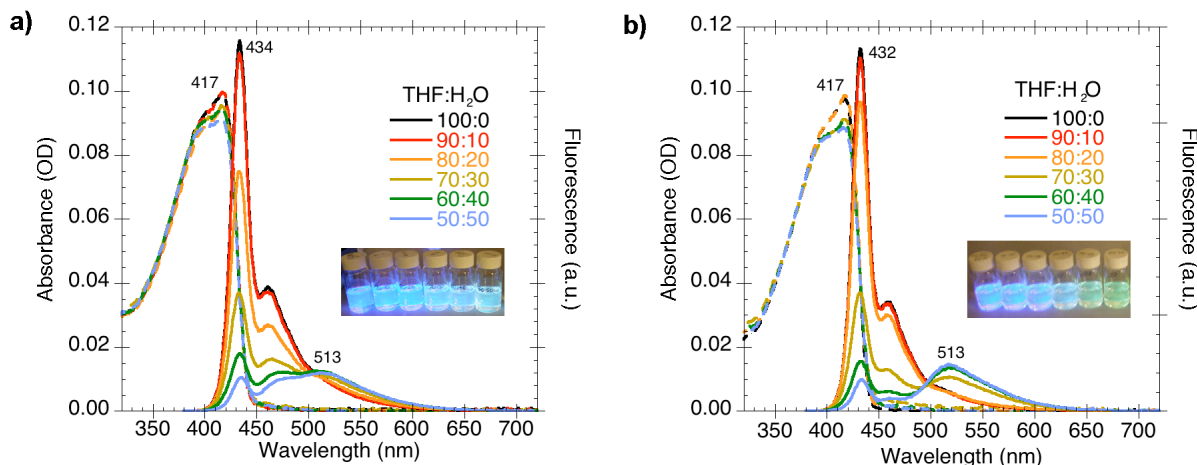 a)
0.12
0.10
0.08
0.06
0.04
0.02
0.00
Absorbance (OD)
417
434
513
THF:H₂O
100:0
90:10
80:20
70:30
60:40
50:50
Fluorescence (a.u.)
350 400 450 500 550 600 650 700
Wavelength (nm)
b)
0.12
0.10
0.08
0.06
0.04
0.02
0.00
Absorbance (OD)
417
432
513
THF:H₂O
100:0
90:10
80:20
70:30
60:40
50:50
Fluorescence (a.u.)
350 400 450 500 550 600 650 700
Wavelength (nm)